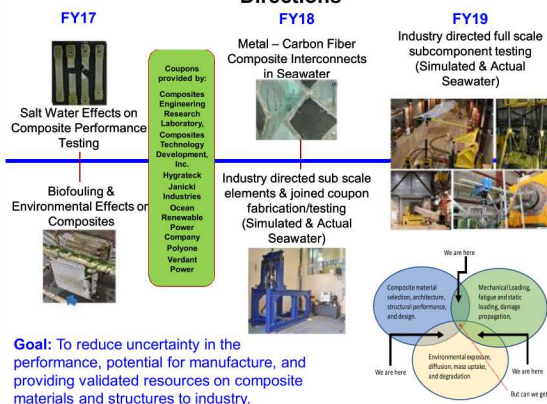 Directions
FY17
Salt Water Effects on
Composite Performance
Testing
Biofouling &
Environmental Effects on
Composites
Coupons
provided by:
Composites
Engineering
Research
Laboratory,
Composites
Technology
Development,
Inc.
Hygrateck
Janicki
Industries
Ocean
Renewable
Power
Company
Polyone
Verdant
Power
FY18
Metal – Carbon Fiber
Composite Interconnects
in Seawater
Industry directed sub scale
elements & joined coupon
fabrication/testing
(Simulated & Actual
Seawater)
FY19
Industry directed full scale
subcomponent testing
(Simulated & Actual
Seawater)
Goal: To reduce uncertainty in the
performance, potential for manufacture, and
providing validated resources on composite
materials and structures to industry.
We are here
Composite material
selection, architecture,
structural performance,
and design.
Mechanical Loading,
fatigue and static
loading, damage
propagation,
Environmental exposure,
diffusion, mass uptake,
and degradation
We are here
We are here
But can we get